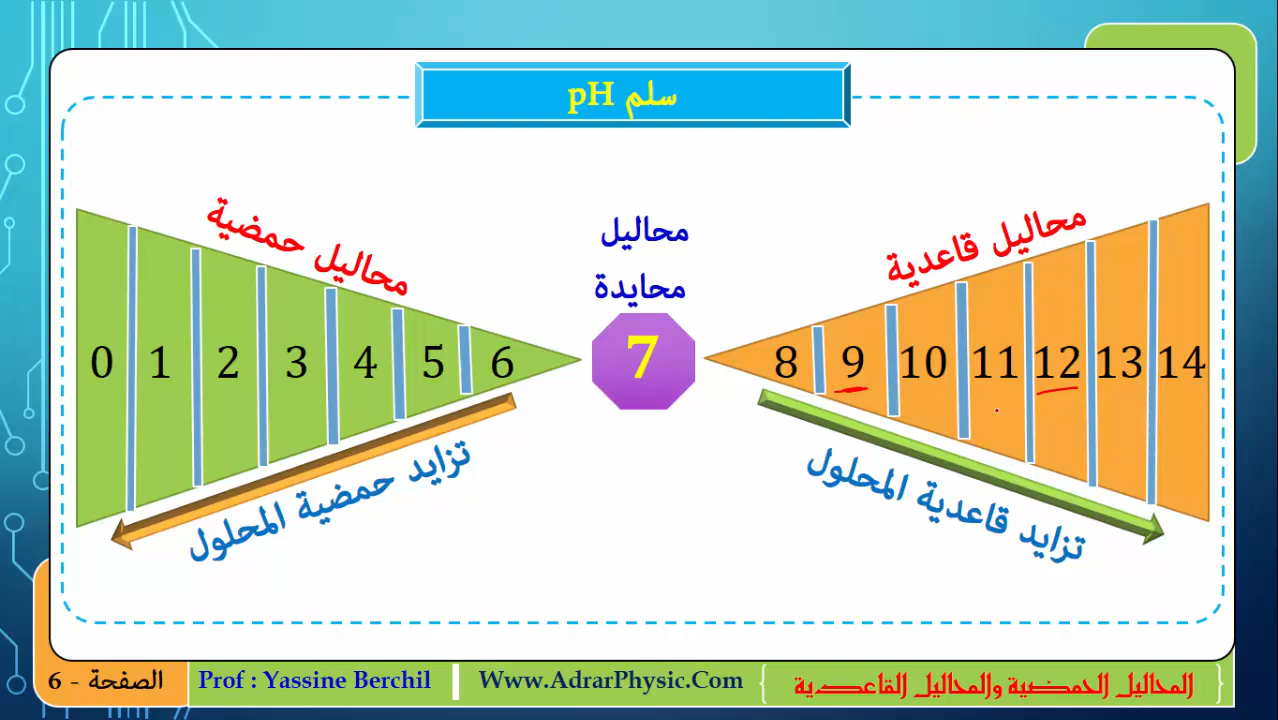 سلم pH
محاليل حمضية
محاليل
محايدة
محاليل قاعدية
0 1 2 3 4 5 6 7 8 9 10 11 12 13 14
تزايد حمضية المحلول
تزايد قاعدية المحلول
الصفحة - 6
Prof : Yassine Berchil
Www.AdrarPhysic.Com
المحاليل الحمضية والمحاليل القاعدية